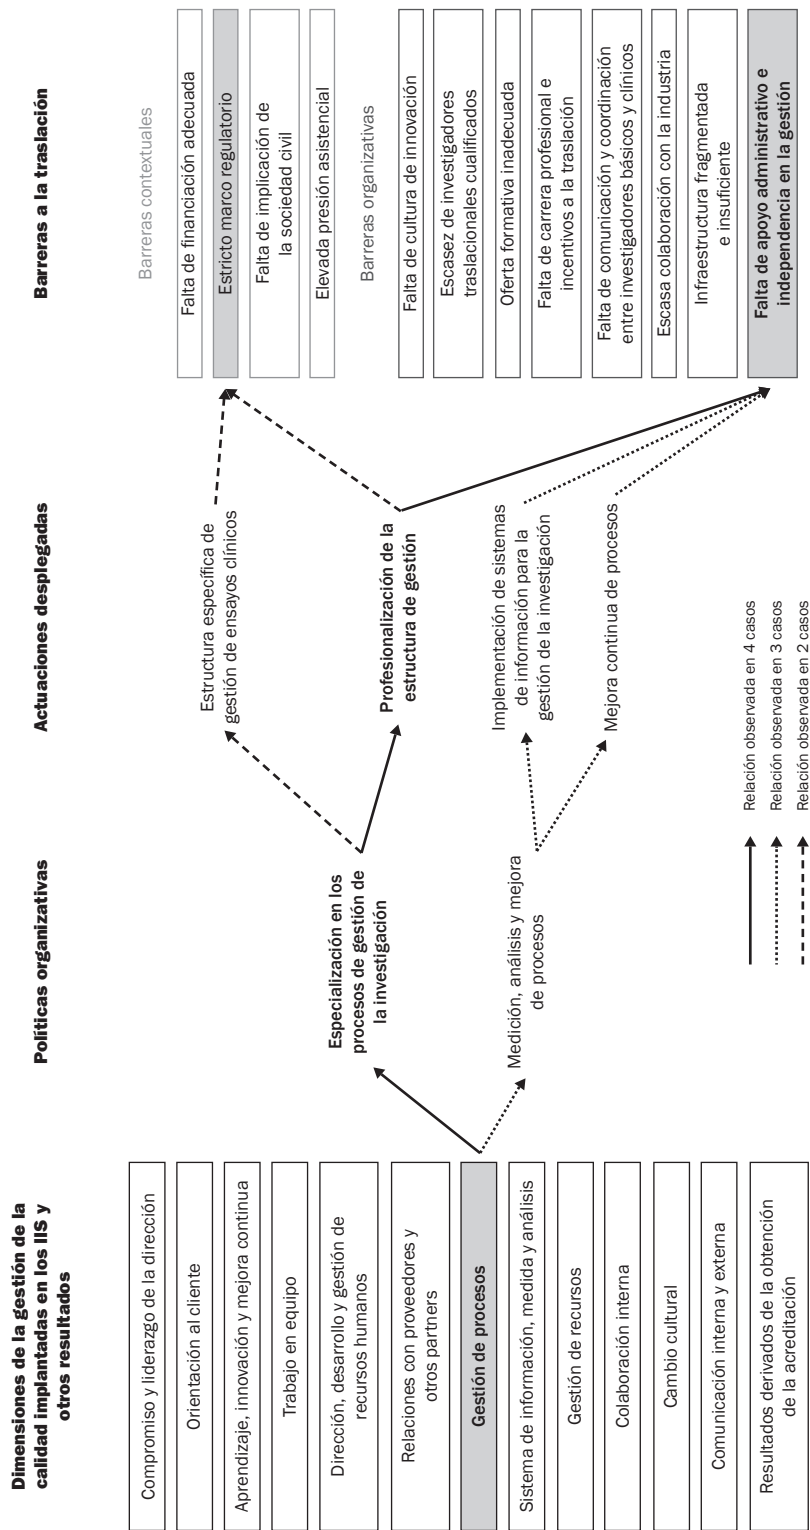 Dimensiones de la gestión de la
calidad implantadas en los IIS y
otros resultados
Compromiso y liderazgo de la dirección
Orientación al cliente
Aprendizaje, innovación y mejora continua
Trabajo en equipo
Dirección, desarrollo y gestión de
recursos humanos
Relaciones con proveedores y
otros partners
Gestión de procesos
Sistema de información, medida y análisis
Gestión de recursos
Colaboración interna
Cambio cultural
Comunicación interna y externa
Resultados derivados de la obtención
de la acreditación
Políticas organizativas
Especialización en los
procesos de gestión de
la investigación
Medición, análisis y mejora
de procesos
Actuaciones desplegadas
Estructura específica de
gestión de ensayos clínicos
Profesionalización de la
estructura de gestión
Implementación de sistemas
de información para la
gestión de la investigación
Mejora continua de procesos
Barreras a la traslación
Barreras contextuales
Falta de financiación adecuada
Estricto marco regulatorio
Falta de implicación de
la sociedad civil
Elevada presión asistencial
Barreras organizativas
Falta de cultura de innovación
Escasez de investigadores
traslacionales cualificados
Oferta formativa inadecuada
Falta de carrera profesional e
incentivos a la traslación
Falta de comunicación y coordinación
entre investigadores básicos y clínicos
Escasa colaboración con la industria
Infraestructura fragmentada
e insuficiente
Falta de apoyo administrativo e
independencia en la gestión
Relación observada en 4 casos
Relación observada en 3 casos
Relación observada en 2 casos